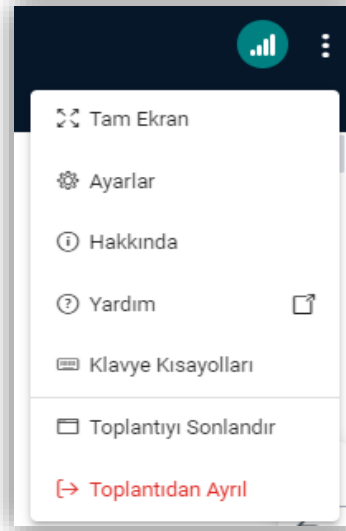 Tam Ekran
Ayarlar
Hakkında
Yardım
Klavye Kısayolları
Toplantıyı Sonlandır
Toplantıdan Ayrıl